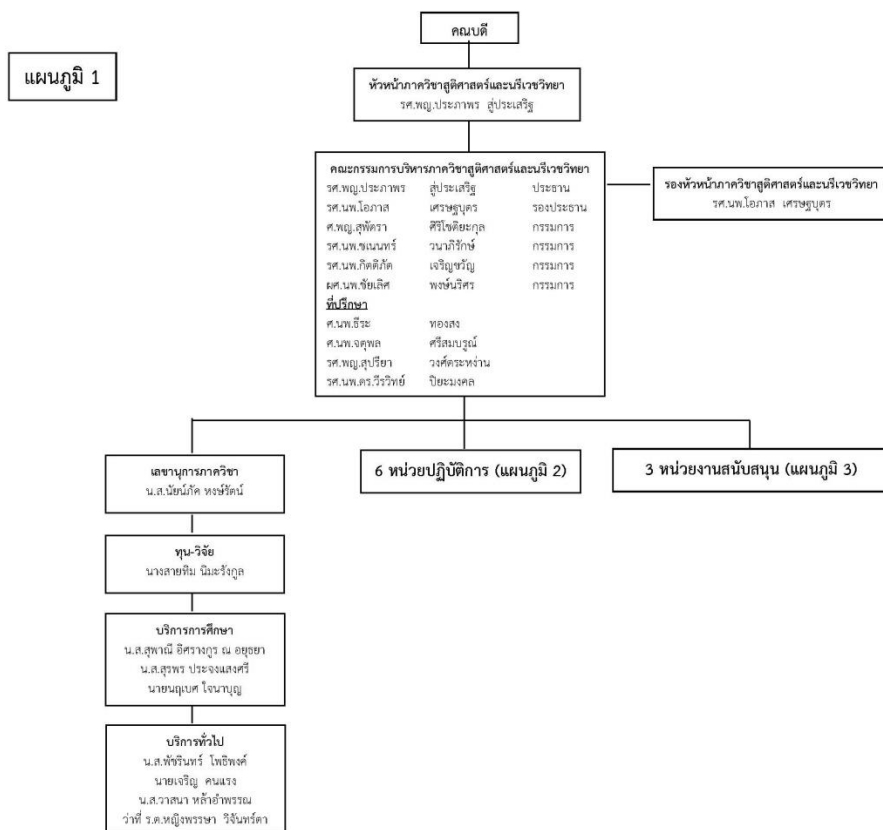 คณบดี
แผนภูมิ 1
หัวหน้าภาควิชาสูติศาสตร์และนรีเวชวิทยา
รศ.พญ.ประภาพร สู่ประเสริฐ
คณะกรรมการบริหารภาควิชาสูติศาสตร์และนรีเวชวิทยา
รศ.พญ.ประภาพร สู่ประเสริฐ ประธาน
รศ.นพ.โอภาส เศรษฐบุตร รองประธาน
ศ.พญ.สุพัตรา ศิริโชติยะกุล กรรมการ
รศ.นพ.ชเนนทร์ วนาภิรักษ์ กรรมการ
รศ.นพ.กิตติภัต เจริญขวัญ กรรมการ
ผศ.นพ.ชัยเลิศ พงษ์นริศร กรรมการ
ที่ปรึกษา
ศ.นพ.ธีระ ทองสง
ศ.นพ.จตุพล ศรีสมบูรณ์
รศ.พญ.สุปรียา วงศ์ตระหง่าน
รศ.นพ.ดร.วีรวิทย์ ปิยะมงคล
รองหัวหน้าภาควิชาสูติศาสตร์และนรีเวชวิทยา
รศ.นพ.โอภาส เศรษฐบุตร
เลขานุการภาควิชา
น.ส.นัยน์ภัค หงษ์รัตน์
6 หน่วยปฏิบัติการ (แผนภูมิ 2)
3 หน่วยงานสนับสนุน (แผนภูมิ 3)
ทุน-วิจัย
นางสายทิม นิมะรังกูล
บริการการศึกษา
น.ส.สุพาณี อิศรางกูร ณ อยุธยา
น.ส.สุรพร ประจงแสงศรี
นายนฤเบศ ใจนาบุญ
บริการทั่วไป
น.ส.พัชรินทร์ โพธิพงค์
นายเจริญ คนแรง
น.ส.วาสนา หล้าอำพรรณ
ว่าที่ ร.ต.หญิงพรรษา วิจันทร์ตา